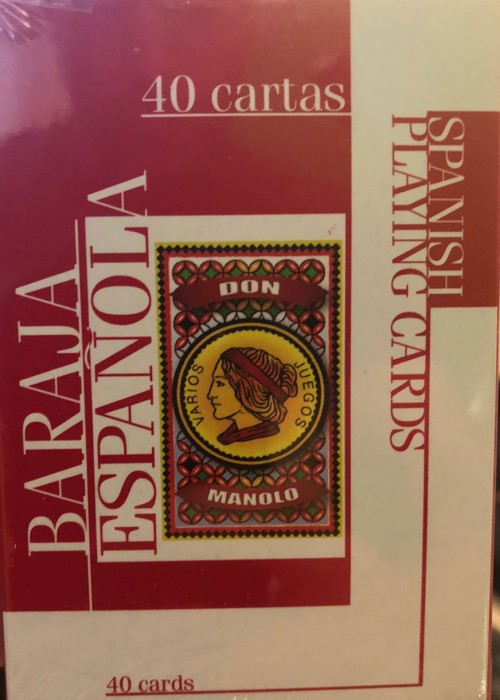 40 cartas
BARAJA
ESPAÑOLA
SPANISH
PLAYING CARDS
DON
VARIOS JUEGOS
MANOLO
40 cards